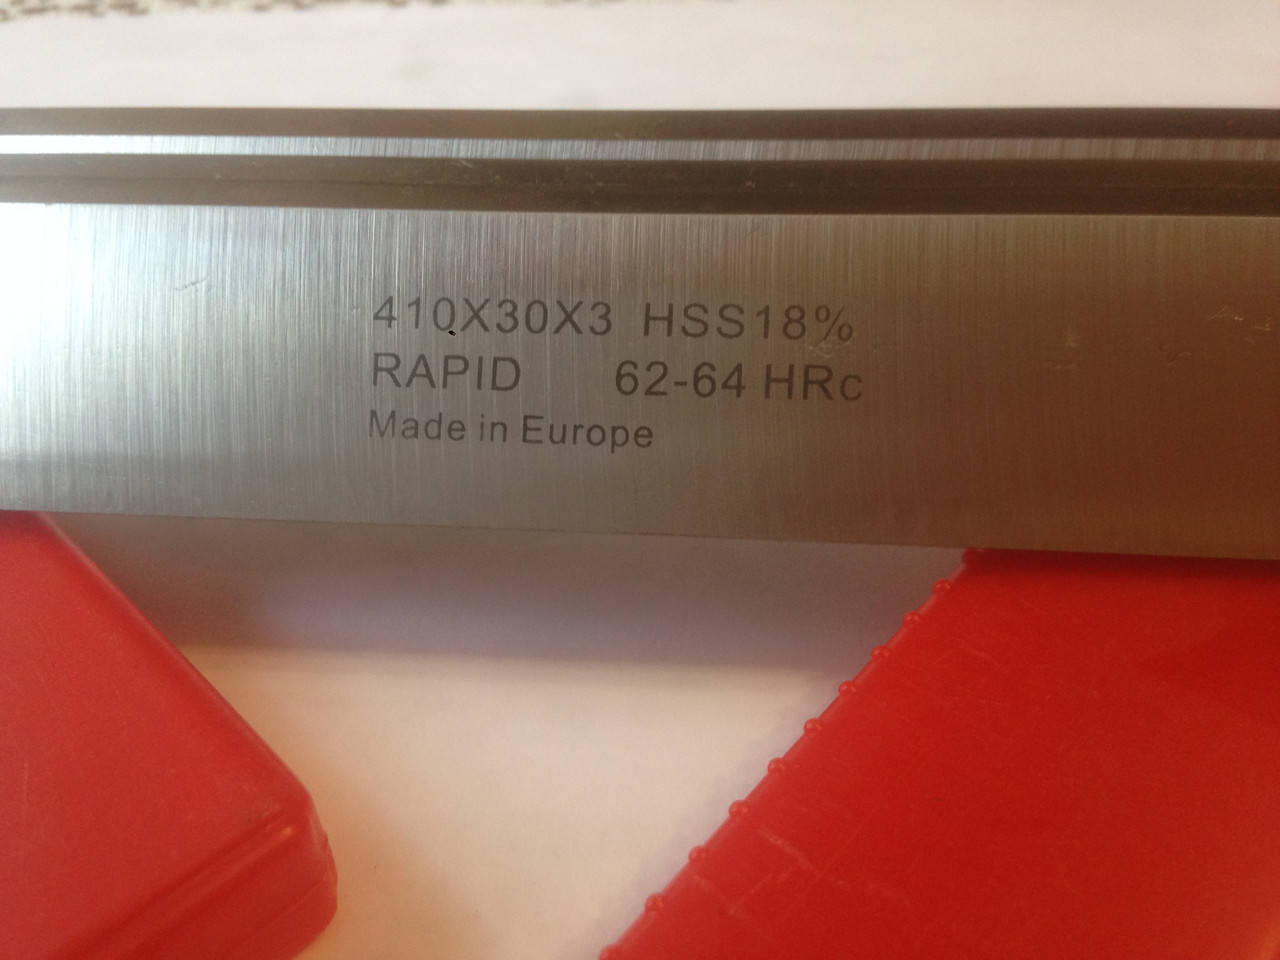 410X30X3 HSS18%
RAPID 62-64 HRc
Made in Europe